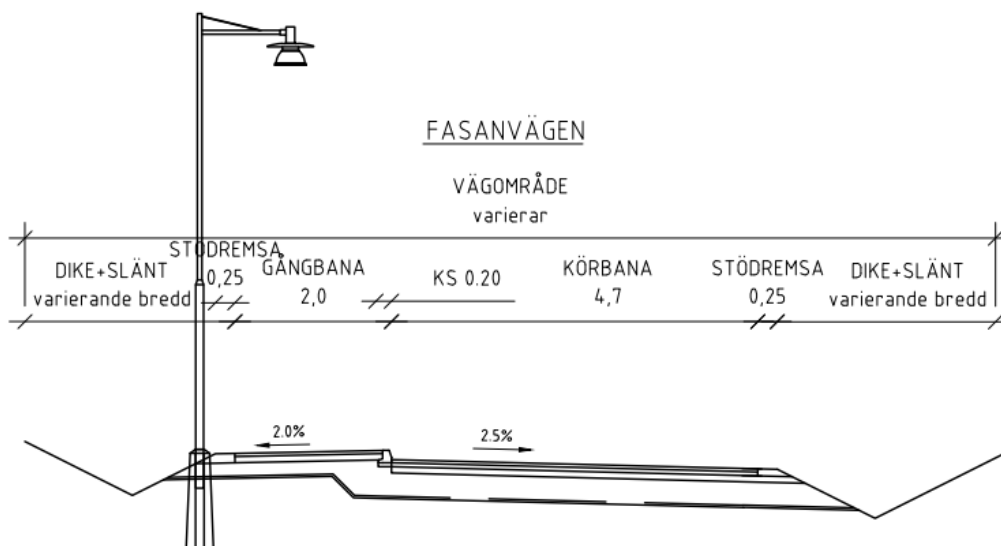 FASANVÄGEN
VÄGOMRÅDE
varierar
STÖDREMSA
0,25
DIKE+SLÄNT
varierande bredd
GÅNGBANA
2,0
KS 0.20
KÖRBANA
4,7
STÖDREMSA
0,25
DIKE+SLÄNT
varierande bredd
2.0%
2.5%